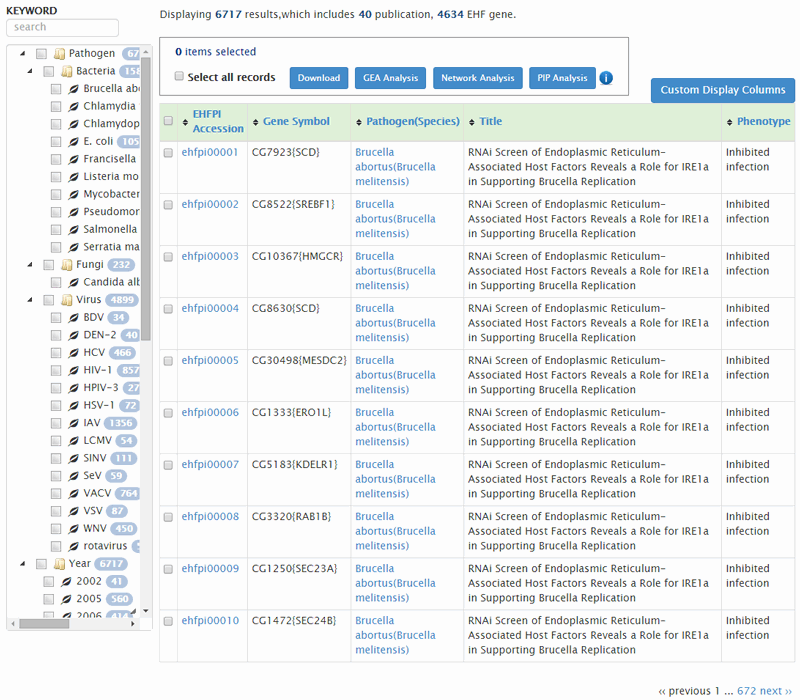 KEYWORD
search
Pathogen 67
Bacteria 158
Brucella abo
Chlamydia
Chlamydop
E. coli 105
Francisella
Listeria mo
Mycobacter
Pseudomor
Salmonella
Serratia ma
Fungi 232
Candida alb
Virus 4899
BDV 34
DEN-2 40
HCV 466
HIV-1 857
HPIV-3 27
HSV-1 72
IAV 1356
LCMV 54
SINV 111
SeV 59
VACV 764
VSV 87
WNV 450
rotavirus
Year 6717
2002 41
2005 560
2006 414
Displaying 6717 results,which includes 40 publication, 4634 EHF gene.
0 items selected
Select all records Download GEA Analysis Network Analysis PIP Analysis i
Custom Display Columns
EHFPI Accession Gene Symbol Pathogen(Species) Title Phenotype
ehfpi00001 CG7923{SCD} Brucella RNAi Screen of Endoplasmic Reticulum- Inhibited
abortus(Brucella Associated Host Factors Reveals a Role for IRE1a infection
melitensis) in Supporting Brucella Replication
ehfpi00002 CG8522{SREBF1} Brucella RNAi Screen of Endoplasmic Reticulum- Inhibited
abortus(Brucella Associated Host Factors Reveals a Role for IRE1a infection
melitensis) in Supporting Brucella Replication
ehfpi00003 CG10367{HMGCR} Brucella RNAi Screen of Endoplasmic Reticulum- Inhibited
abortus(Brucella Associated Host Factors Reveals a Role for IRE1a infection
melitensis) in Supporting Brucella Replication
ehfpi00004 CG8630{SCD} Brucella RNAi Screen of Endoplasmic Reticulum- Inhibited
abortus(Brucella Associated Host Factors Reveals a Role for IRE1a infection
melitensis) in Supporting Brucella Replication
ehfpi00005 CG30498{MESDC2} Brucella RNAi Screen of Endoplasmic Reticulum- Inhibited
abortus(Brucella Associated Host Factors Reveals a Role for IRE1a infection
melitensis) in Supporting Brucella Replication
ehfpi00006 CG1333{ERO1L} Brucella RNAi Screen of Endoplasmic Reticulum- Inhibited
abortus(Brucella Associated Host Factors Reveals a Role for IRE1a infection
melitensis) in Supporting Brucella Replication
ehfpi00007 CG5183{KDELR1} Brucella RNAi Screen of Endoplasmic Reticulum- Inhibited
abortus(Brucella Associated Host Factors Reveals a Role for IRE1a infection
melitensis) in Supporting Brucella Replication
ehfpi00008 CG3320{RAB1B} Brucella RNAi Screen of Endoplasmic Reticulum- Inhibited
abortus(Brucella Associated Host Factors Reveals a Role for IRE1a infection
melitensis) in Supporting Brucella Replication
ehfpi00009 CG1250{SEC23A} Brucella RNAi Screen of Endoplasmic Reticulum- Inhibited
abortus(Brucella Associated Host Factors Reveals a Role for IRE1a infection
melitensis) in Supporting Brucella Replication
ehfpi00010 CG1472{SEC24B} Brucella RNAi Screen of Endoplasmic Reticulum- Inhibited
abortus(Brucella Associated Host Factors Reveals a Role for IRE1a infection
melitensis) in Supporting Brucella Replication
‹‹ previous 1 ... 672 next ››